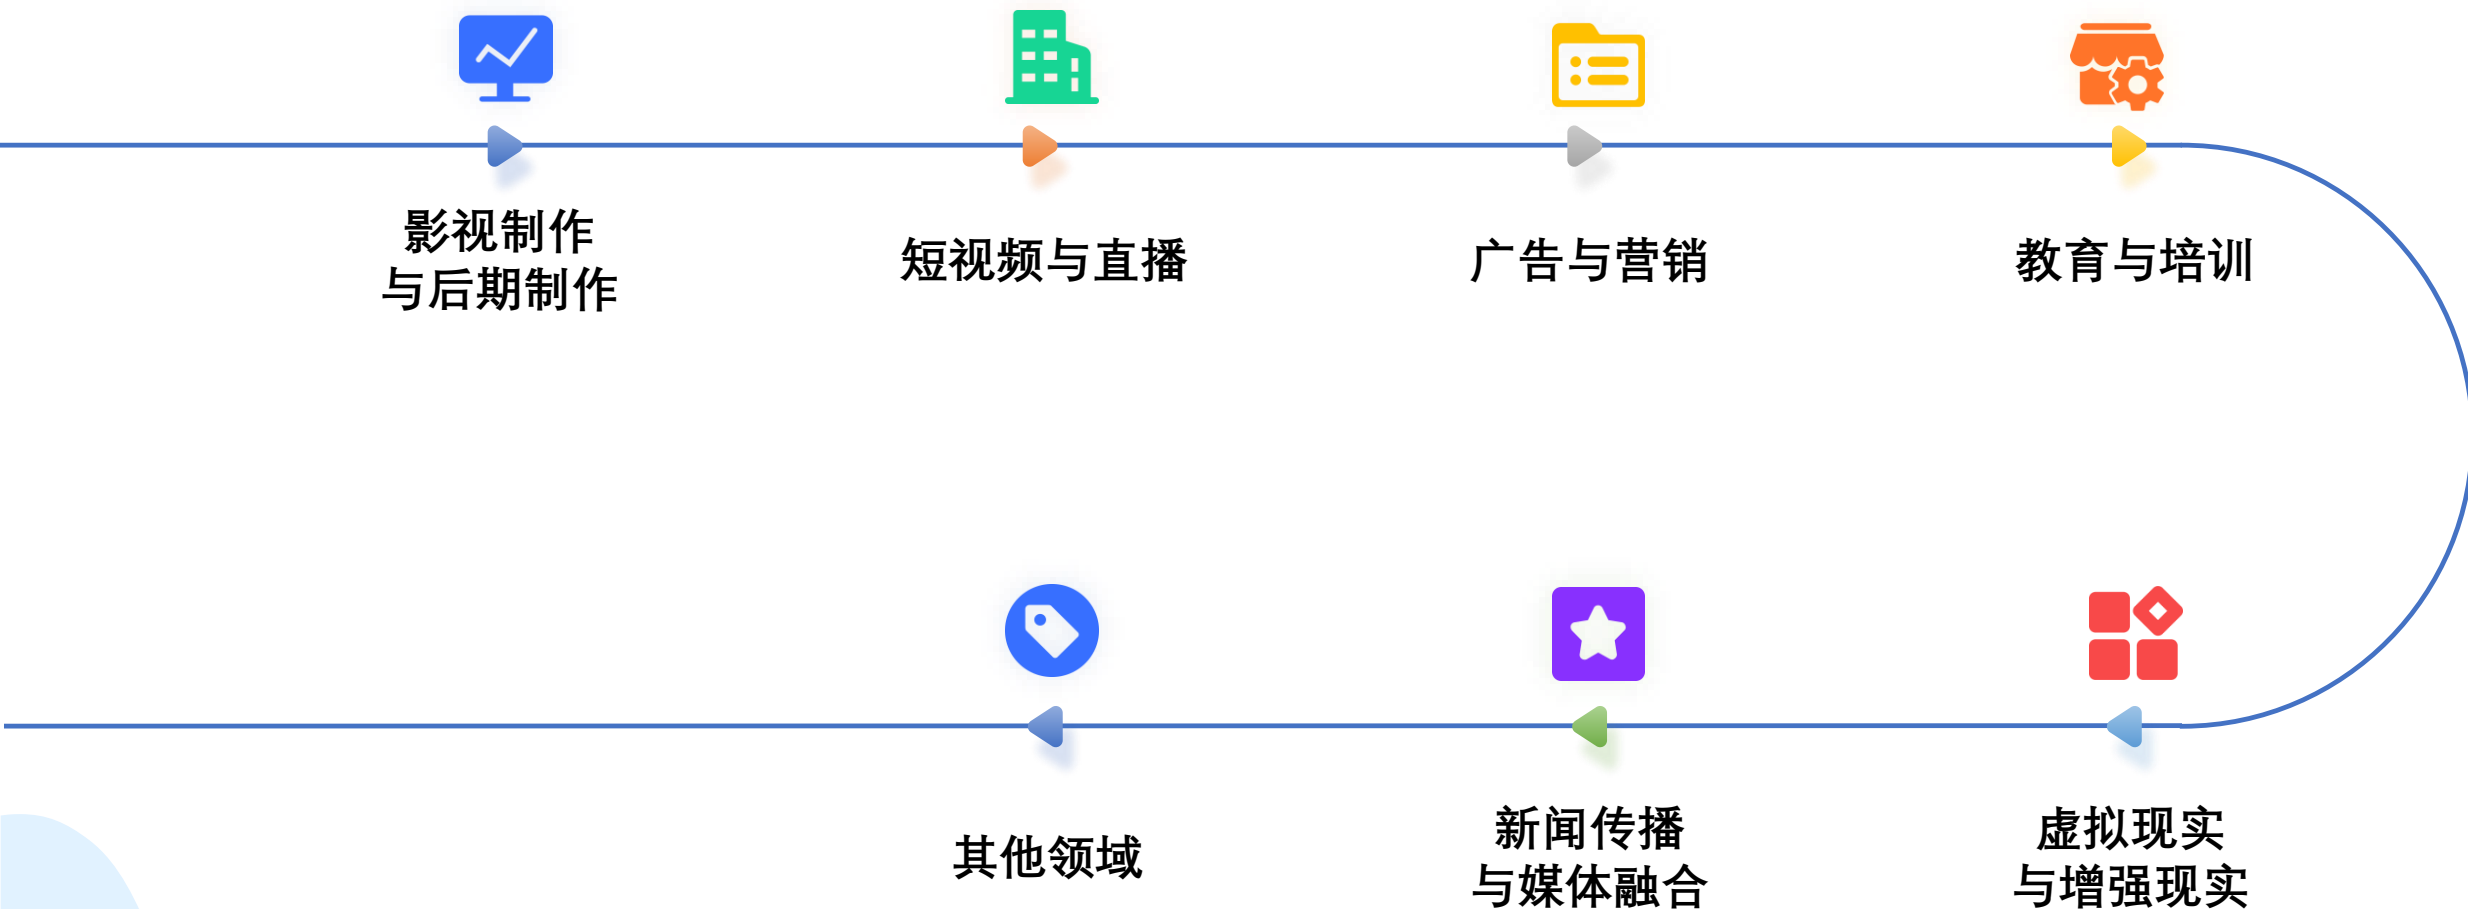 影视制作
与后期制作
短视频与直播
广告与营销
教育与培训
其他领域
新闻传播
与媒体融合
虚拟现实
与增强现实